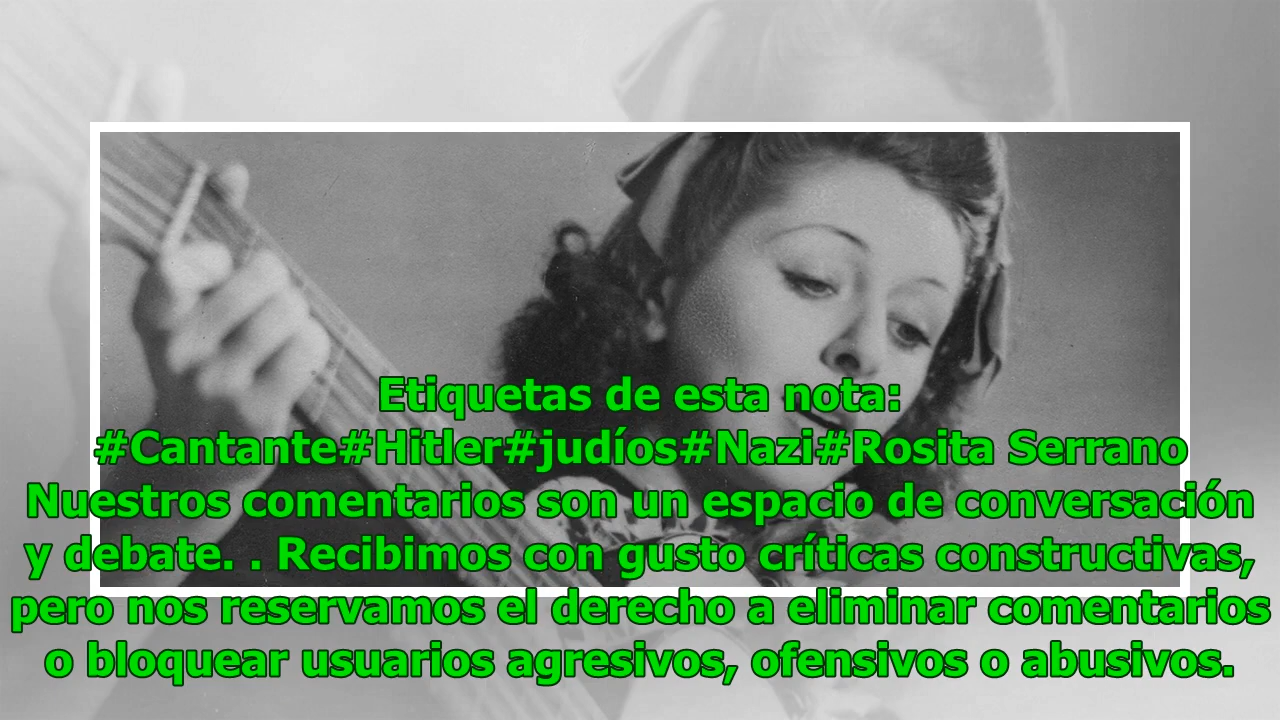 Etiquetas de esta nota:
#Cantante#Hitler#judíos#Nazi#Rosita Serrano
Nuestros comentarios son un espacio de conversación
y debate. . Recibimos con gusto críticas constructivas,
pero nos reservamos el derecho a eliminar comentarios
o bloquear usuarios agresivos, ofensivos o abusivos.